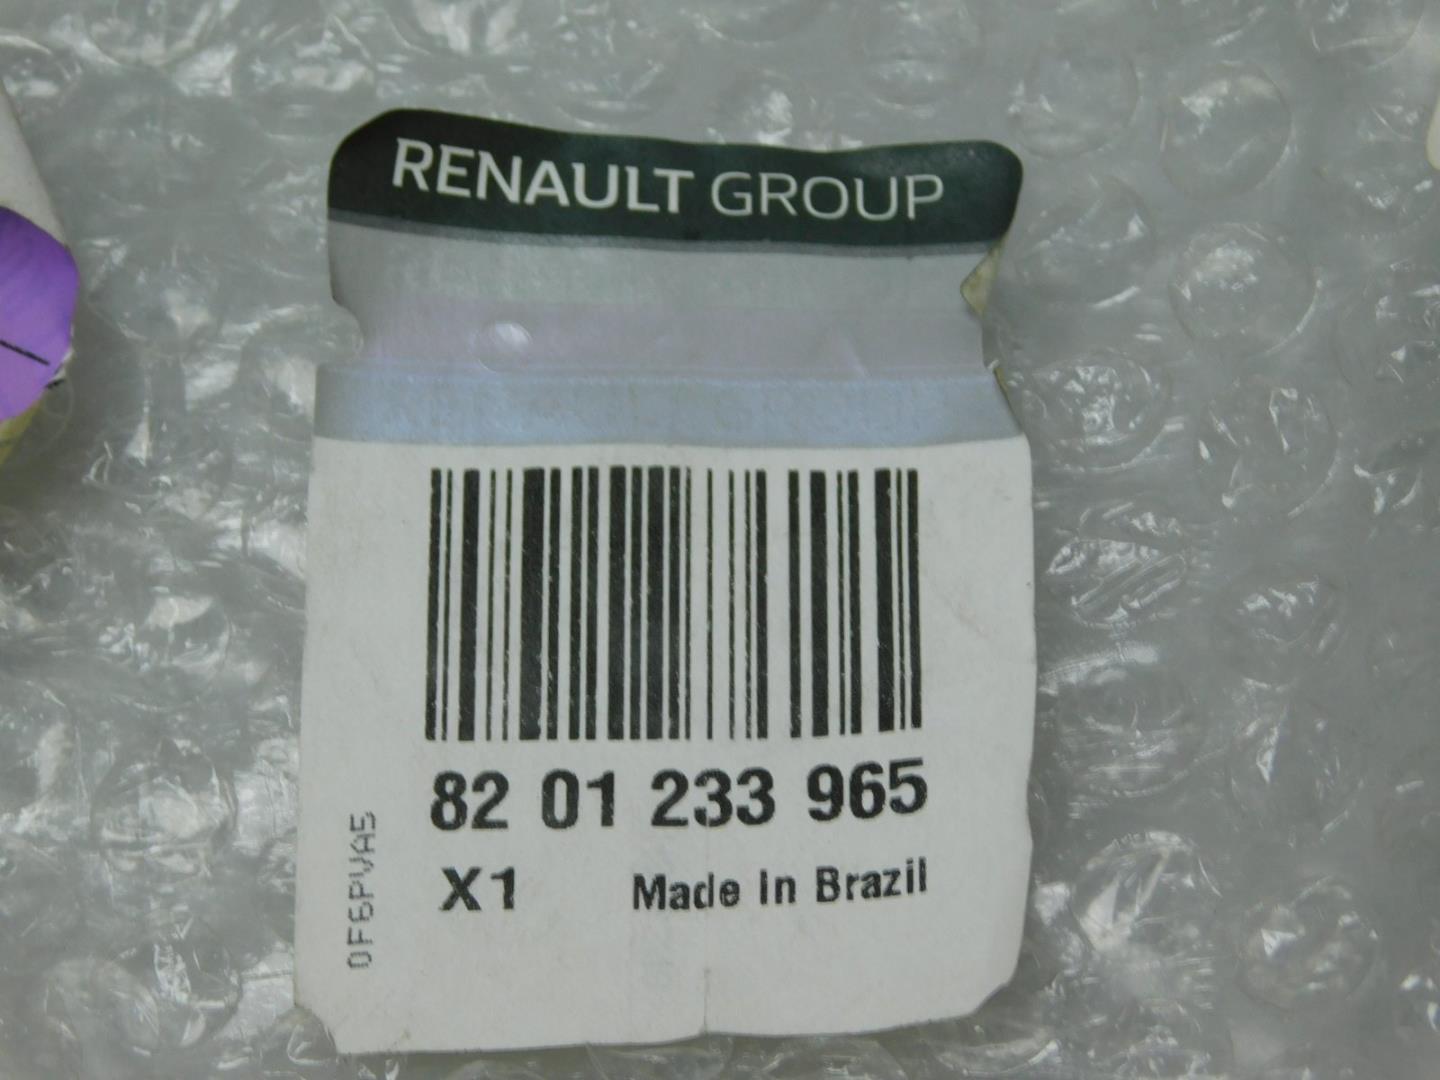 RENAULT GROUP
82 01 233 965
X1 Made In Brazil
0F6PVA5